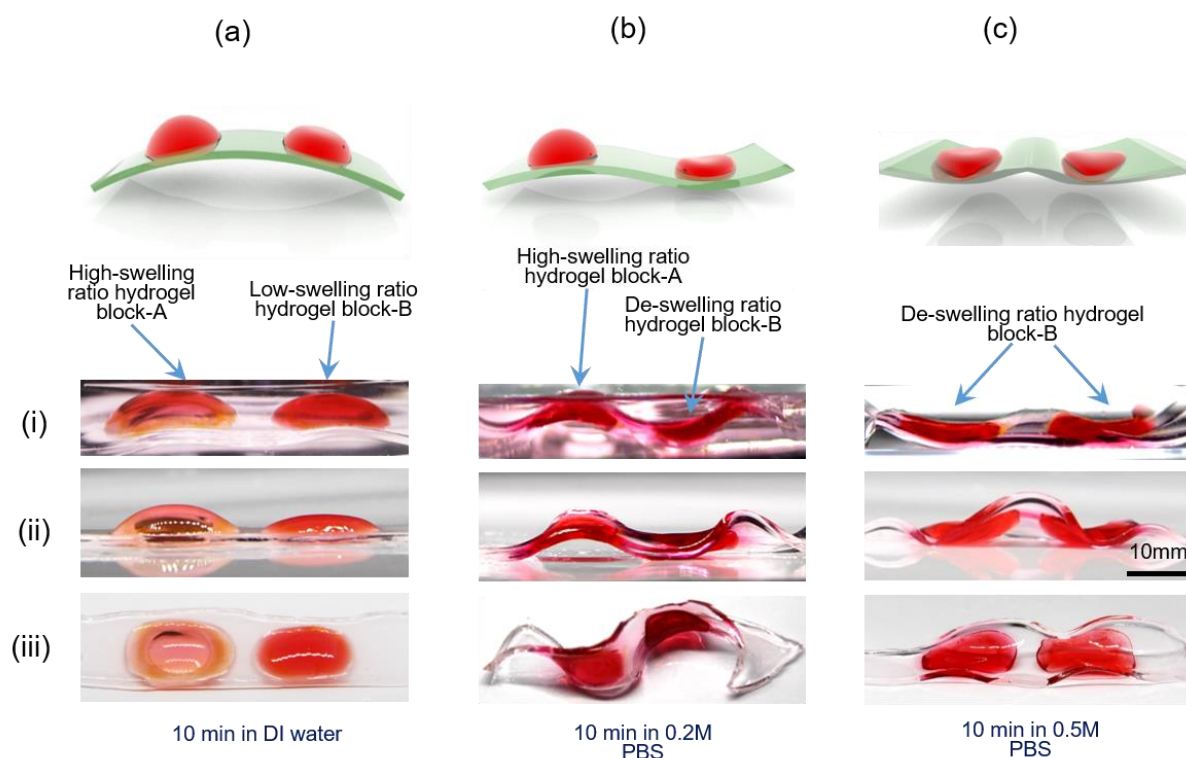 (a)
(b)
(c)
High-swelling
ratio hydrogel
block-A
Low-swelling ratio
hydrogel block-B
High-swelling ratio
hydrogel block-A
De-swelling ratio
hydrogel block-B
De-swelling ratio hydrogel
block-B
(i)
(ii)
10mm
(iii)
10 min in DI water
10 min in 0.2M
PBS
10 min in 0.5M
PBS